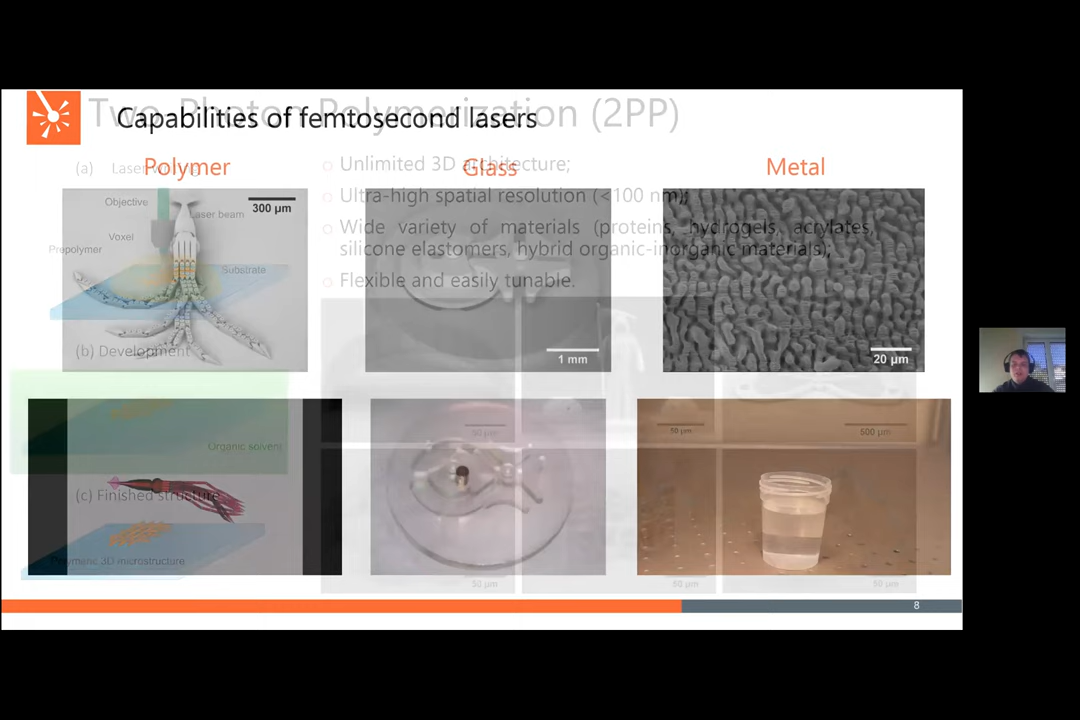 Two-Photon Polymerization (2PP)
Capabilities of femtosecond lasers
(a)
Laser
Polymer
Glass
Metal
Unlimited 3D architecture;
Ultra-high spatial resolution (<100 nm);
Wide variety of materials (proteins, hydrogels, acrylates,
silicone elastomers, hybrid organic-inorganic materials);
Flexible and easily tunable.
Objective
300 µm
Laser beam
Voxel
Prepolymer
Substrate
(b) Development
1 mm
20 µm
50 µm
50 µm
500 µm
Organic solvent
(c) Finished structure
Polymeric 3D microstructure
50 µm
50 µm
50 µm
8